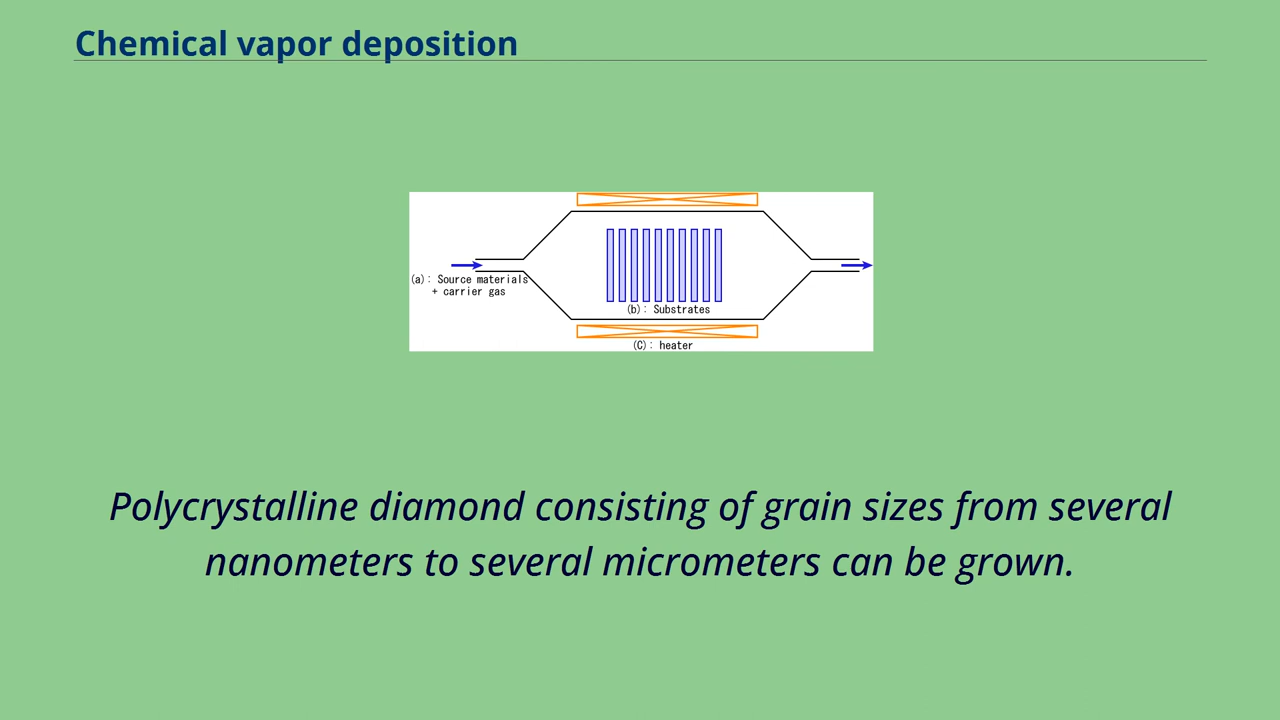 Chemical vapor deposition
(a): Source materials
+ carrier gas
(b): Substrates
(C): heater
Polycrystalline diamond consisting of grain sizes from several
nanometers to several micrometers can be grown.